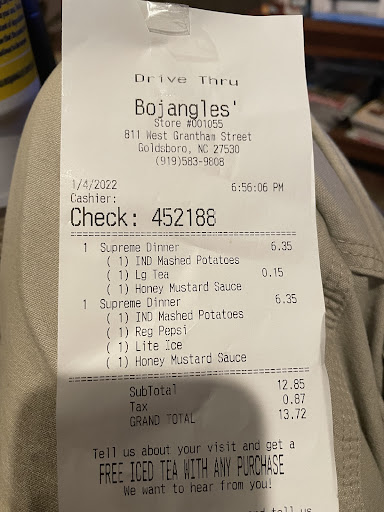 Drive Thru
Bojangles'
Store #001055
811 West Grantham Street
Goldsboro, NC 27530
(919)583-9808
1/4/2022 6:56:06 PM
Cashier:
Check: 452188
1 Supreme Dinner 6.35
( 1) IND Mashed Potatoes
( 1) Lg Tea 0.15
( 1) Honey Mustard Sauce
1 Supreme Dinner 6.35
( 1) IND Mashed Potatoes
( 1) Reg Pepsi
( 1) Lite Ice
( 1) Honey Mustard Sauce
SubTotal 12.85
Tax 0.87
GRAND TOTAL 13.72
Tell us about your visit and get a
FREE ICED TEA WITH ANY PURCHASE
We want to hear from you!
tell us